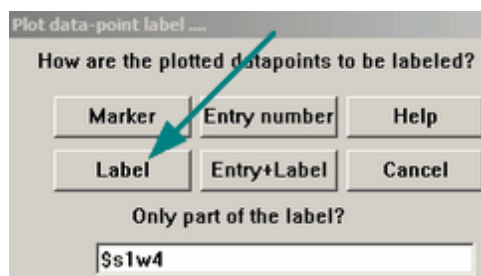 Plot data-point label ....
How are the plotted datapoints to be labeled?
Marker Entry number Help
Label Entry+Label Cancel
Only part of the label?
$s1w4